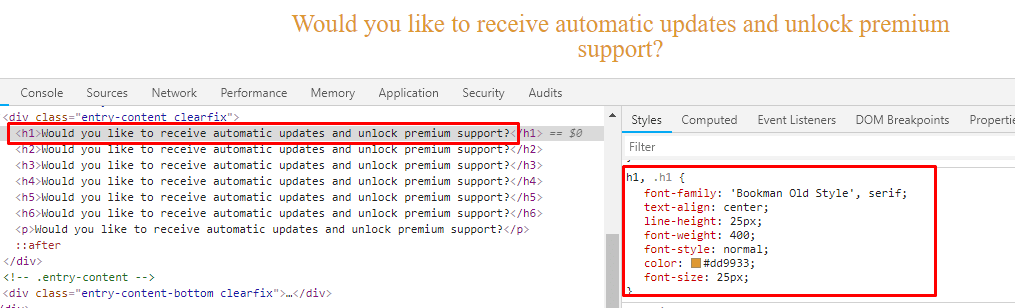 Would you like to receive automatic updates and unlock premium
support?
Console Sources Network Performance Memory Application Security Audits
<div class="entry-content clearfix">
<h1>Would you like to receive automatic updates and unlock premium support?</h1> == $0
<h2>Would you like to receive automatic updates and unlock premium support?</h2>
<h3>Would you like to receive automatic updates and unlock premium support?</h3>
<h4>Would you like to receive automatic updates and unlock premium support?</h4>
<h5>Would you like to receive automatic updates and unlock premium support?</h5>
<h6>Would you like to receive automatic updates and unlock premium support?</h6>
<p>Would you like to receive automatic updates and unlock premium support?</p>
::after
</div>
<!-- .entry-content -->
<div class="entry-content-bottom clearfix">…</div>
Styles Computed Event Listeners DOM Breakpoints Propertie
Filter
}
h1, .h1 {
font-family: 'Bookman Old Style', serif;
text-align: center;
line-height: 25px;
font-weight: 400;
font-style: normal;
color: #dd9933;
font-size: 25px;
}